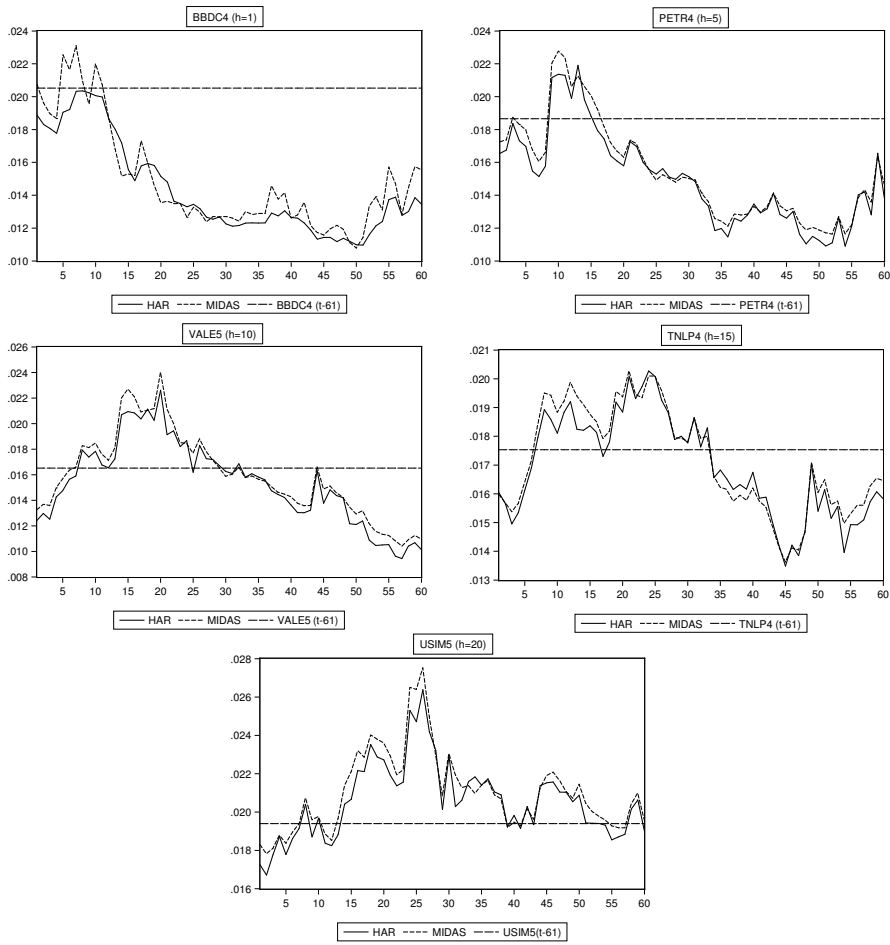 BBDC4 (h=1)
.024
.022
.020
.018
.016
.014
.012
.010
5 10 15 20 25 30 35 40 45 50 55 60
HAR MIDAS BBDC4 (t-61)
PETR4 (h=5)
.024
.022
.020
.018
.016
.014
.012
.010
5 10 15 20 25 30 35 40 45 50 55 60
HAR MIDAS PETR4 (t-61)
VALE5 (h=10)
.026
.024
.022
.020
.018
.016
.014
.012
.010
.008
5 10 15 20 25 30 35 40 45 50 55 60
HAR MIDAS VALE5 (t-61)
TNLP4 (h=15)
.021
.020
.019
.018
.017
.016
.015
.014
.013
5 10 15 20 25 30 35 40 45 50 55 60
HAR MIDAS TNLP4 (t-61)
USIM5 (h=20)
.028
.026
.024
.022
.020
.018
.016
5 10 15 20 25 30 35 40 45 50 55 60
HAR MIDAS USIM5(t-61)